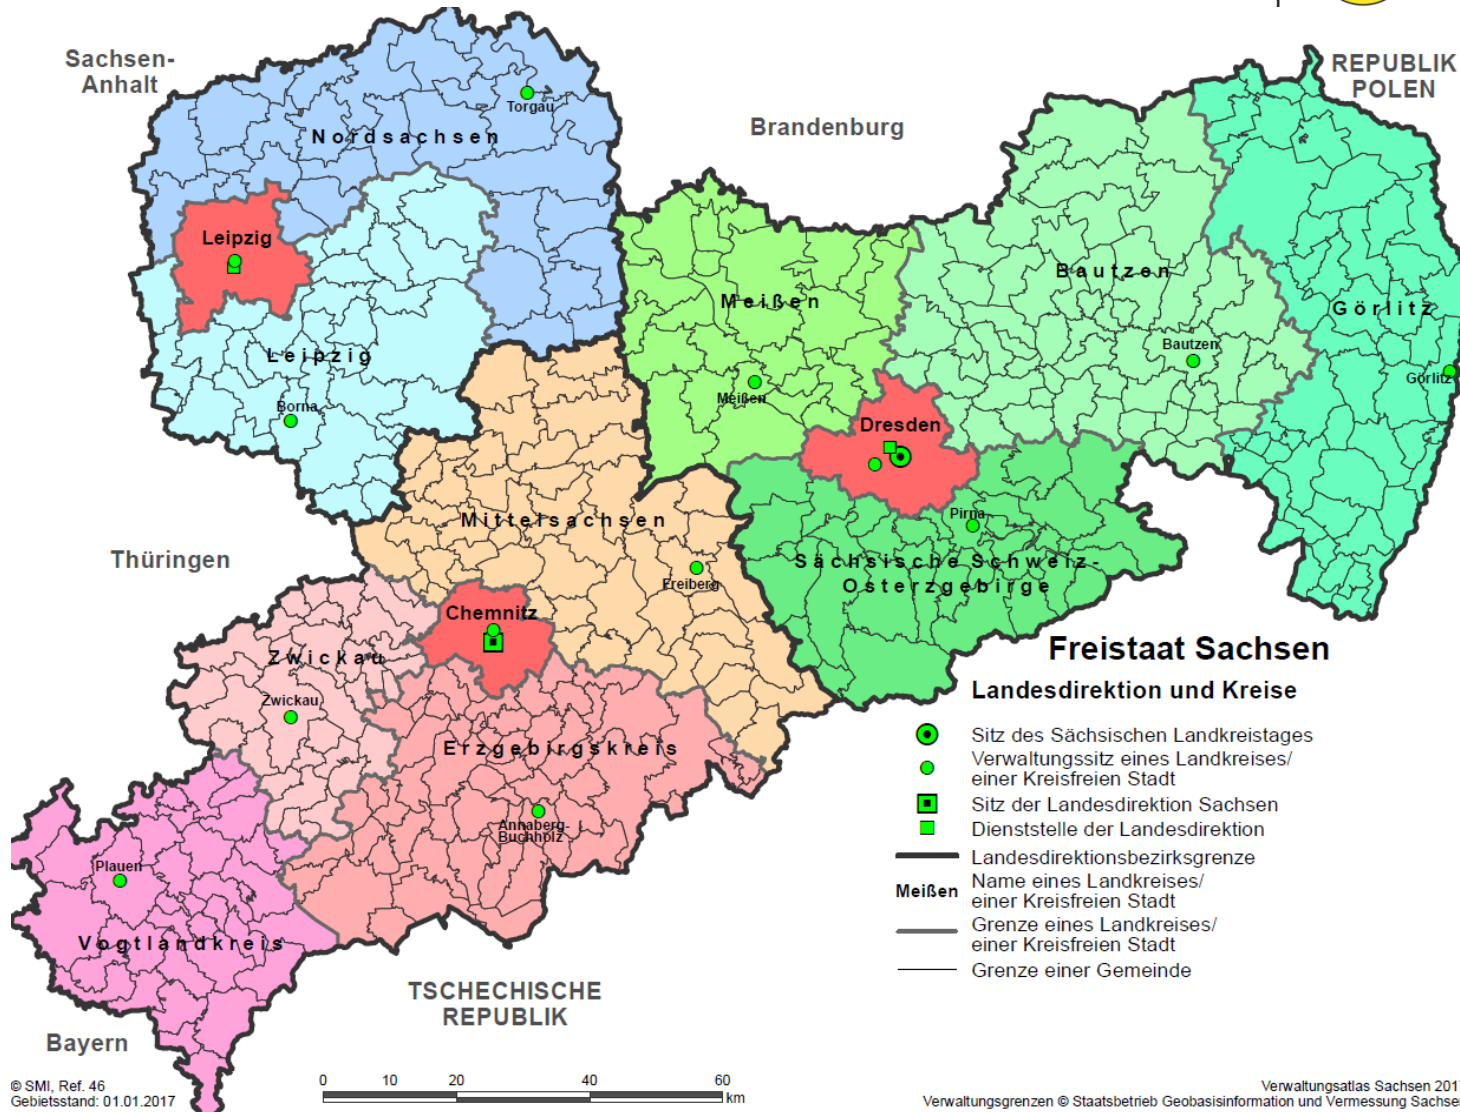 Sachsen-
Anhalt
REPUBLIK
POLEN
Brandenburg
Torgau
Nordsachsen
Leipzig
Leipzig
Borna
Meißen
Meißen
Bautzen
Bautzen
Görlitz
Görlitz
Dresden
Pirna
Sächsische Schweiz-
Osterzgebirge
Mittelsachsen
Freiberg
Thüringen
Chemnitz
Zwickau
Zwickau
Erzgebirgskreis
Annaberg-
Buchholz
Plauen
Vogtlandkreis
TSCHECHISCHE
REPUBLIK
Bayern
Freistaat Sachsen
Landesdirektion und Kreise
Sitz des Sächsischen Landkreistages
Verwaltungssitz eines Landkreises/
einer Kreisfreien Stadt
Sitz der Landesdirektion Sachsen
Dienststelle der Landesdirektion
Landesdirektionsbezirksgrenze
Meißen Name eines Landkreises/
einer Kreisfreien Stadt
Grenze eines Landkreises/
einer Kreisfreien Stadt
Grenze einer Gemeinde
© SMI, Ref. 46
Gebietsstand: 01.01.2017
0 10 20 40 60
km
Verwaltungsatlas Sachsen 2017
Verwaltungsgrenzen © Staatsbetrieb Geobasisinformation und Vermessung Sachsen